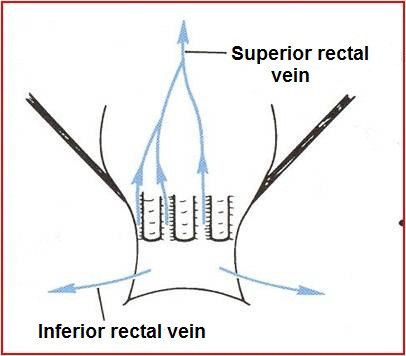 Superior rectal
vein
Inferior rectal vein